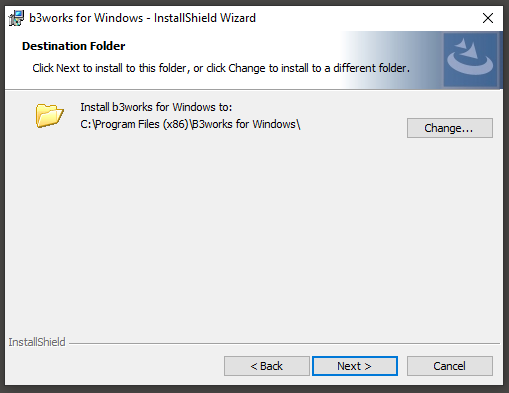 b3works for Windows - InstallShield Wizard
Destination Folder
Click Next to install to this folder, or click Change to install to a different folder.
Install b3works for Windows to:
C:\Program Files (x86)\B3works for Windows\
Change...
InstallShield
< Back
Next >
Cancel